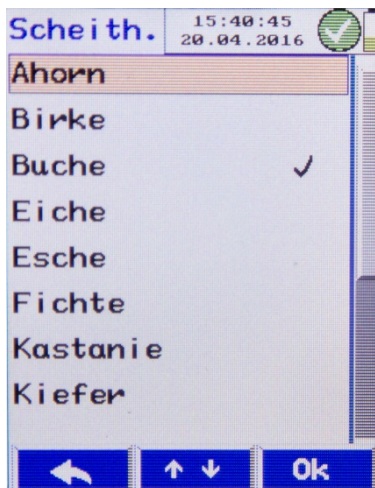 Scheith.
15:40:45
20.04.2016
Ahorn
Birke
Buche
Eiche
Esche
Fichte
Kastanie
Kiefer
Ok